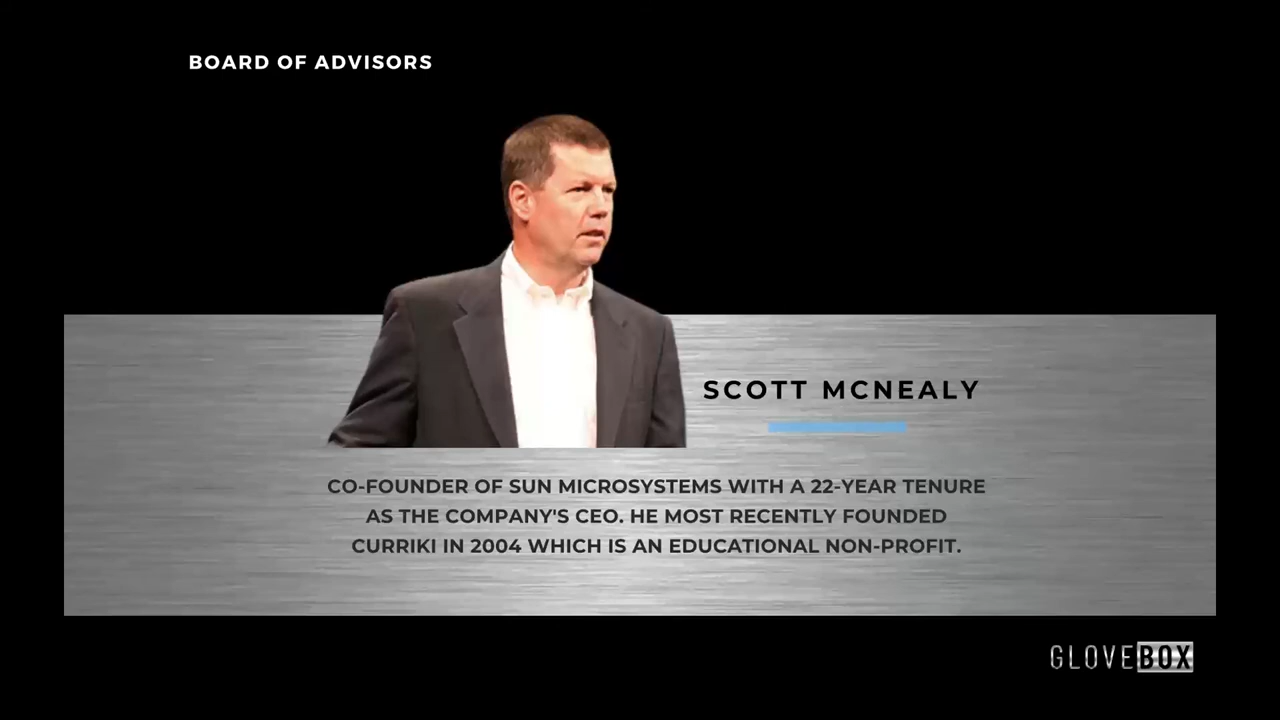 BOARD OF ADVISORS
SCOTT MCNEALY
CO-FOUNDER OF SUN MICROSYSTEMS WITH A 22-YEAR TENURE
AS THE COMPANY'S CEO. HE MOST RECENTLY FOUNDED
CURRIKI IN 2004 WHICH IS AN EDUCATIONAL NON-PROFIT.
GLOVEBOX